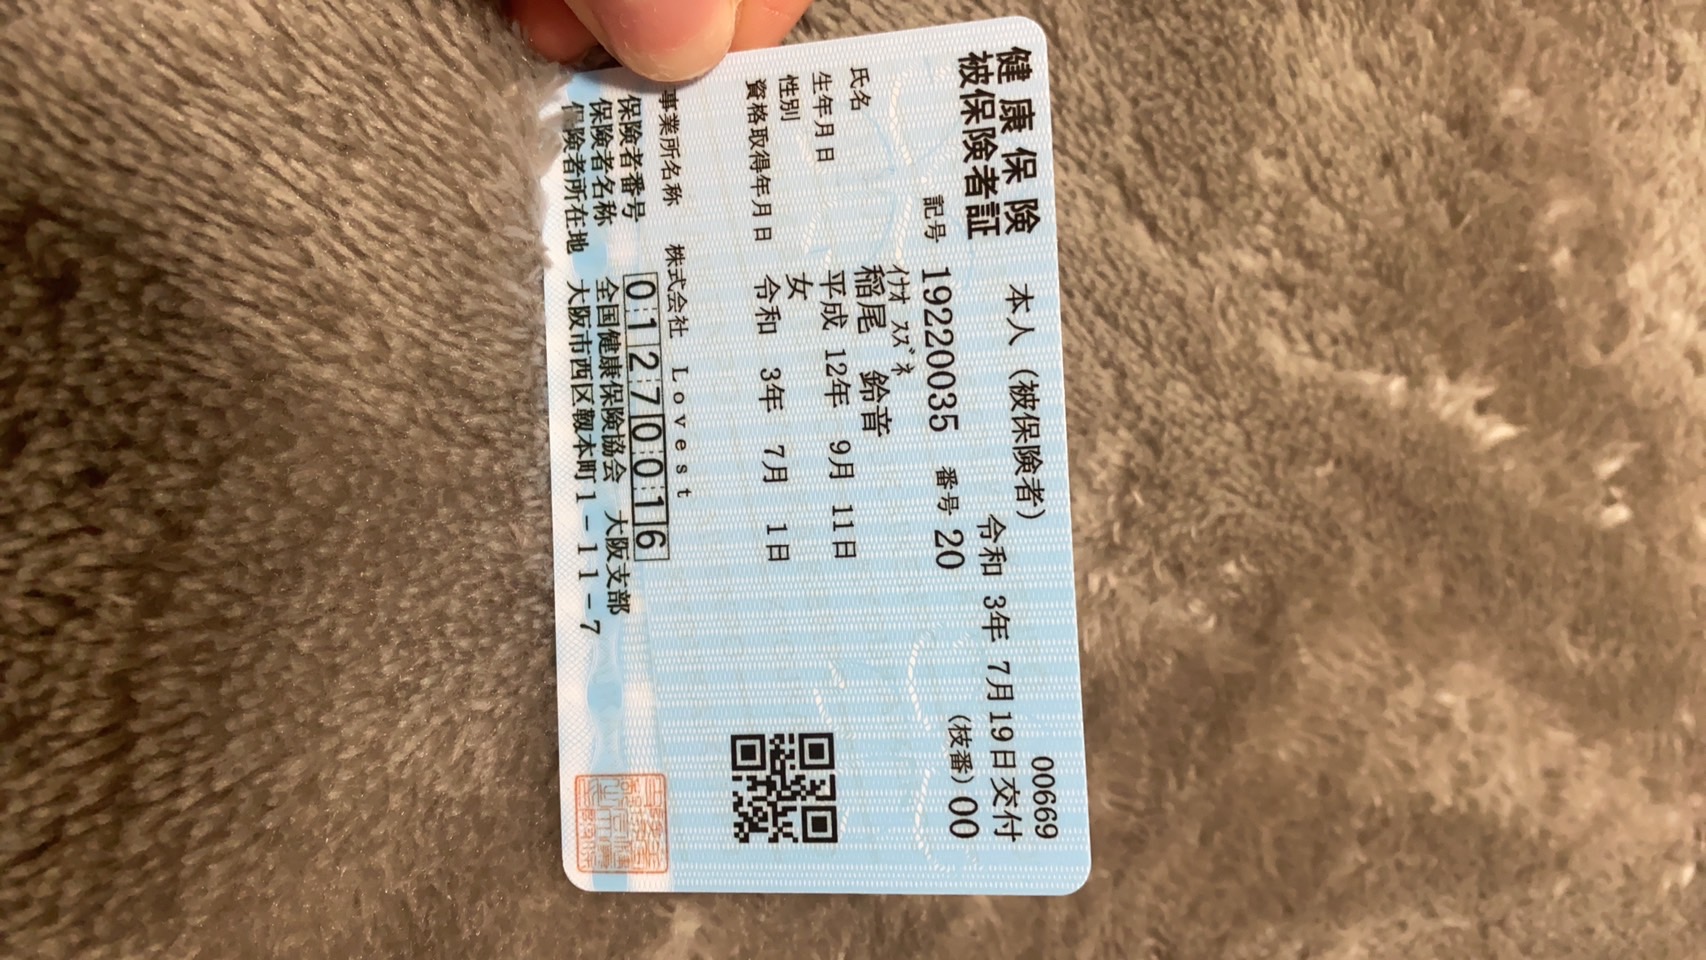 健康保険
被保険者証
本人（被保険者）
00669
令和 3年 7月19日交付
記号 19220035 番号 20 (枝番) 00
ｲﾅｵ ｽｽﾞﾈ
氏名 稲尾 鈴音
生年月日 平成 12年 9月 11日
性別 女
資格取得年月日 令和 3年 7月 1日
事業所名称 株式会社 Ｌｏｖｅｓｔ
保険者番号 01270016
保険者名称 全国健康保険協会 大阪支部
保険者所在地 大阪市西区靱本町1-11-7